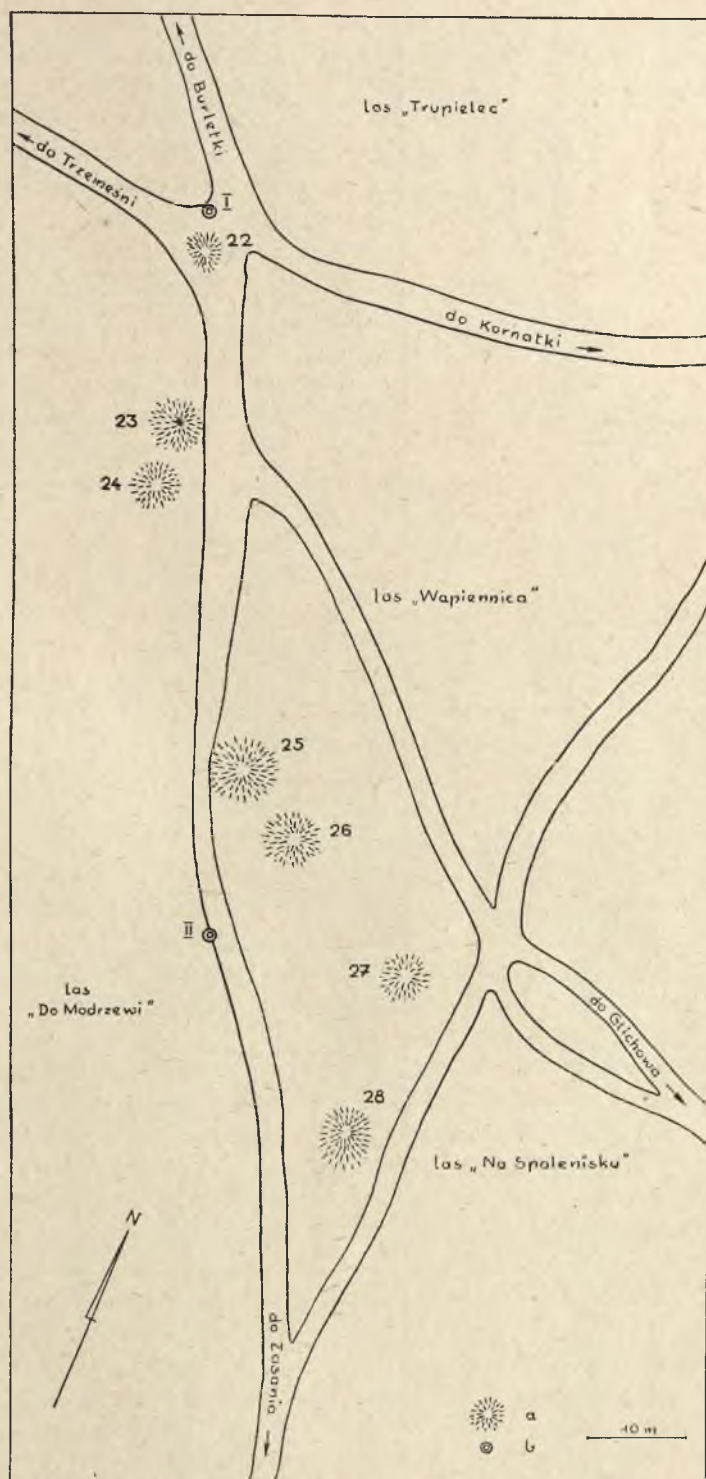 do Burletki
las „Trupielec"
do Trzemeśni
I
22
do Kornatki
23
24
las „Wapiennica"
25
26
II
27
las
„Do Modrzewi"
do Glichowa
28
las „Na Spalenisku"
N
do Zasania
a
b
10 m